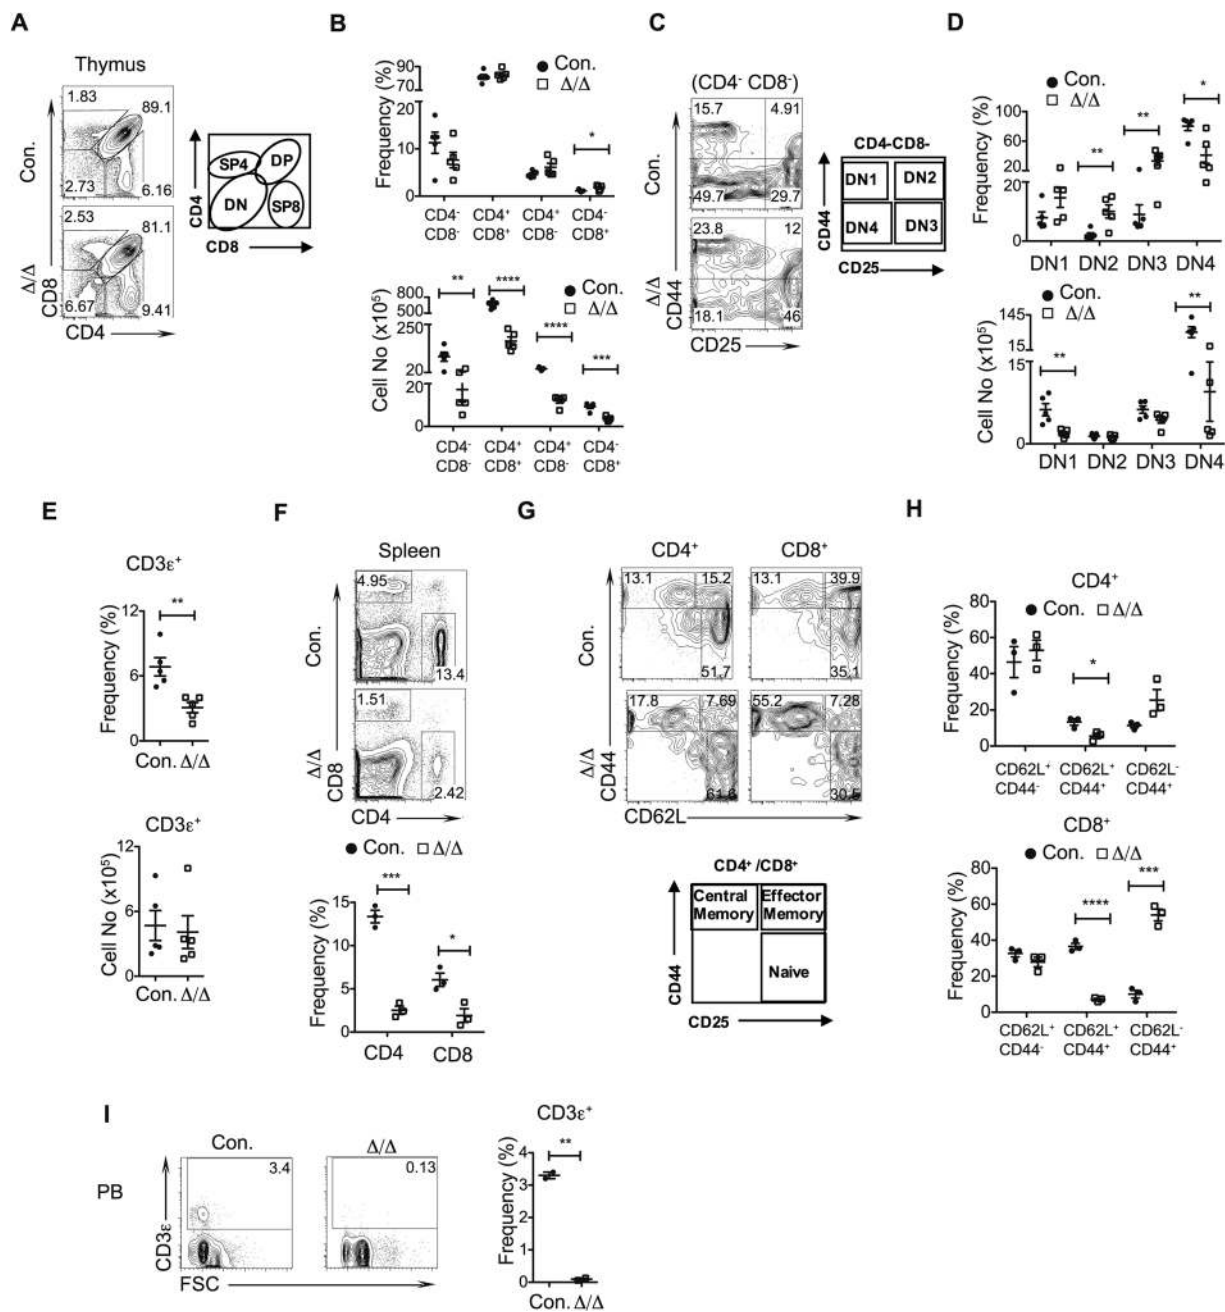 A
Thymus
Con.
1.83
89.1
2.73
6.16
Δ/Δ
CD8
2.53
81.1
6.67
9.41
CD4
CD4
SP4
DP
DN
SP8
CD8
B
Frequency (%)
90
70
20
10
0
Con.
Δ/Δ
*
CD4⁻ CD4⁺ CD4⁺ CD4⁻
CD8⁻ CD8⁺ CD8⁻ CD8⁺
Cell No (x10⁵)
800
500
250
20
20
0
Con.
Δ/Δ
** **** **** ***
CD4⁻ CD4⁺ CD4⁺ CD4⁻
CD8⁻ CD8⁺ CD8⁻ CD8⁺
C
(CD4⁻ CD8⁻)
Con.
15.7
4.91
49.7
29.7
Δ/Δ
CD44
23.8
12
18.1
46
CD25
CD4-CD8-
CD44
DN1
DN2
DN4
DN3
CD25
D
Con.
Δ/Δ
Frequency (%)
100
60
20
20
0
** ** *
DN1 DN2 DN3 DN4
Con.
Δ/Δ
Cell No (x10⁵)
145
15
15
0
** **
DN1 DN2 DN3 DN4
E
CD3ε⁺
Frequency (%)
12
6
0
**
Con. Δ/Δ
CD3ε⁺
Cell No (x10⁵)
12
6
0
Con. Δ/Δ
F
Spleen
Con.
4.95
13.4
Δ/Δ
CD8
1.51
2.42
CD4
Con. Δ/Δ
Frequency (%)
15
10
5
0
*** *
CD4 CD8
G
CD4⁺ CD8⁺
Con.
13.1
15.2
51.7
13.1
39.9
35.1
Δ/Δ
CD44
17.8
7.69
61.6
55.2
7.28
30.5
CD62L
CD4⁺ /CD8⁺
CD44
Central
Memory
Effector
Memory
Naive
CD25
H
CD4⁺
Con. Δ/Δ
Frequency (%)
80
60
40
20
0
*
CD62L⁺ CD62L⁺ CD62L⁻
CD44⁻ CD44⁺ CD44⁺
CD8⁺
Con. Δ/Δ
Frequency (%)
80
60
40
20
0
**** ***
CD62L⁺ CD62L⁺ CD62L⁻
CD44⁻ CD44⁺ CD44⁺
I
PB
Con.
3.4
Δ/Δ
0.13
CD3ε
FSC
CD3ε⁺
Frequency (%)
4
3
2
1
0
**
Con. Δ/Δ